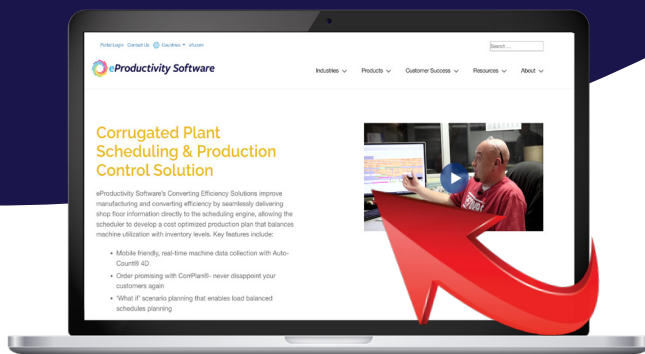 Portal Login Contact Us Countries efi.com
Search ...
eProductivity Software
Industries Products Customer Success Resources About
Corrugated Plant
Scheduling & Production
Control Solution
eProductivity Software's Converting Efficiency Solutions improve
manufacturing and converting efficiency by seamlessly delivering
shop floor information directly to the scheduling engine, allowing the
scheduler to develop a cost optimized production plan that balances
machine utilization with inventory levels. Key features include:
• Mobile friendly, real-time machine data collection with Auto-
Count® 4D
• Order promising with CorrPlan®- never disappoint your
customers again
• 'What if' scenario planning that enables load balanced
schedules planning